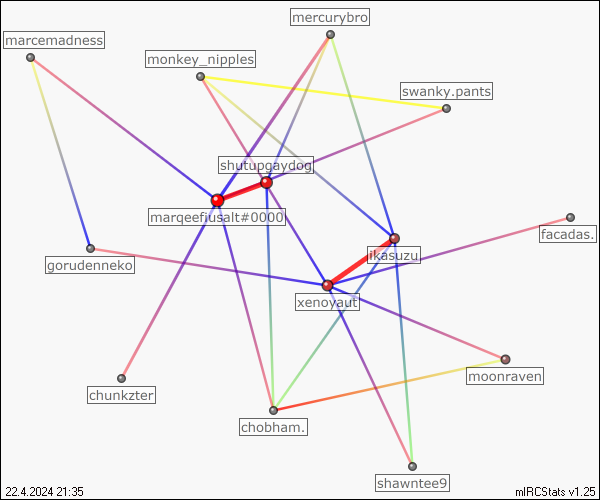 mercurybro
marcemadness
monkey_nipples
swanky.pants
shutupgaydog
marqeefiusalt#0000
facadas.
ikasuzu
gorudenneko
xenoyaut
moonraven
chunkzter
chobham.
shawntee9
22.4.2024 21:35
mIRCStats v1.25